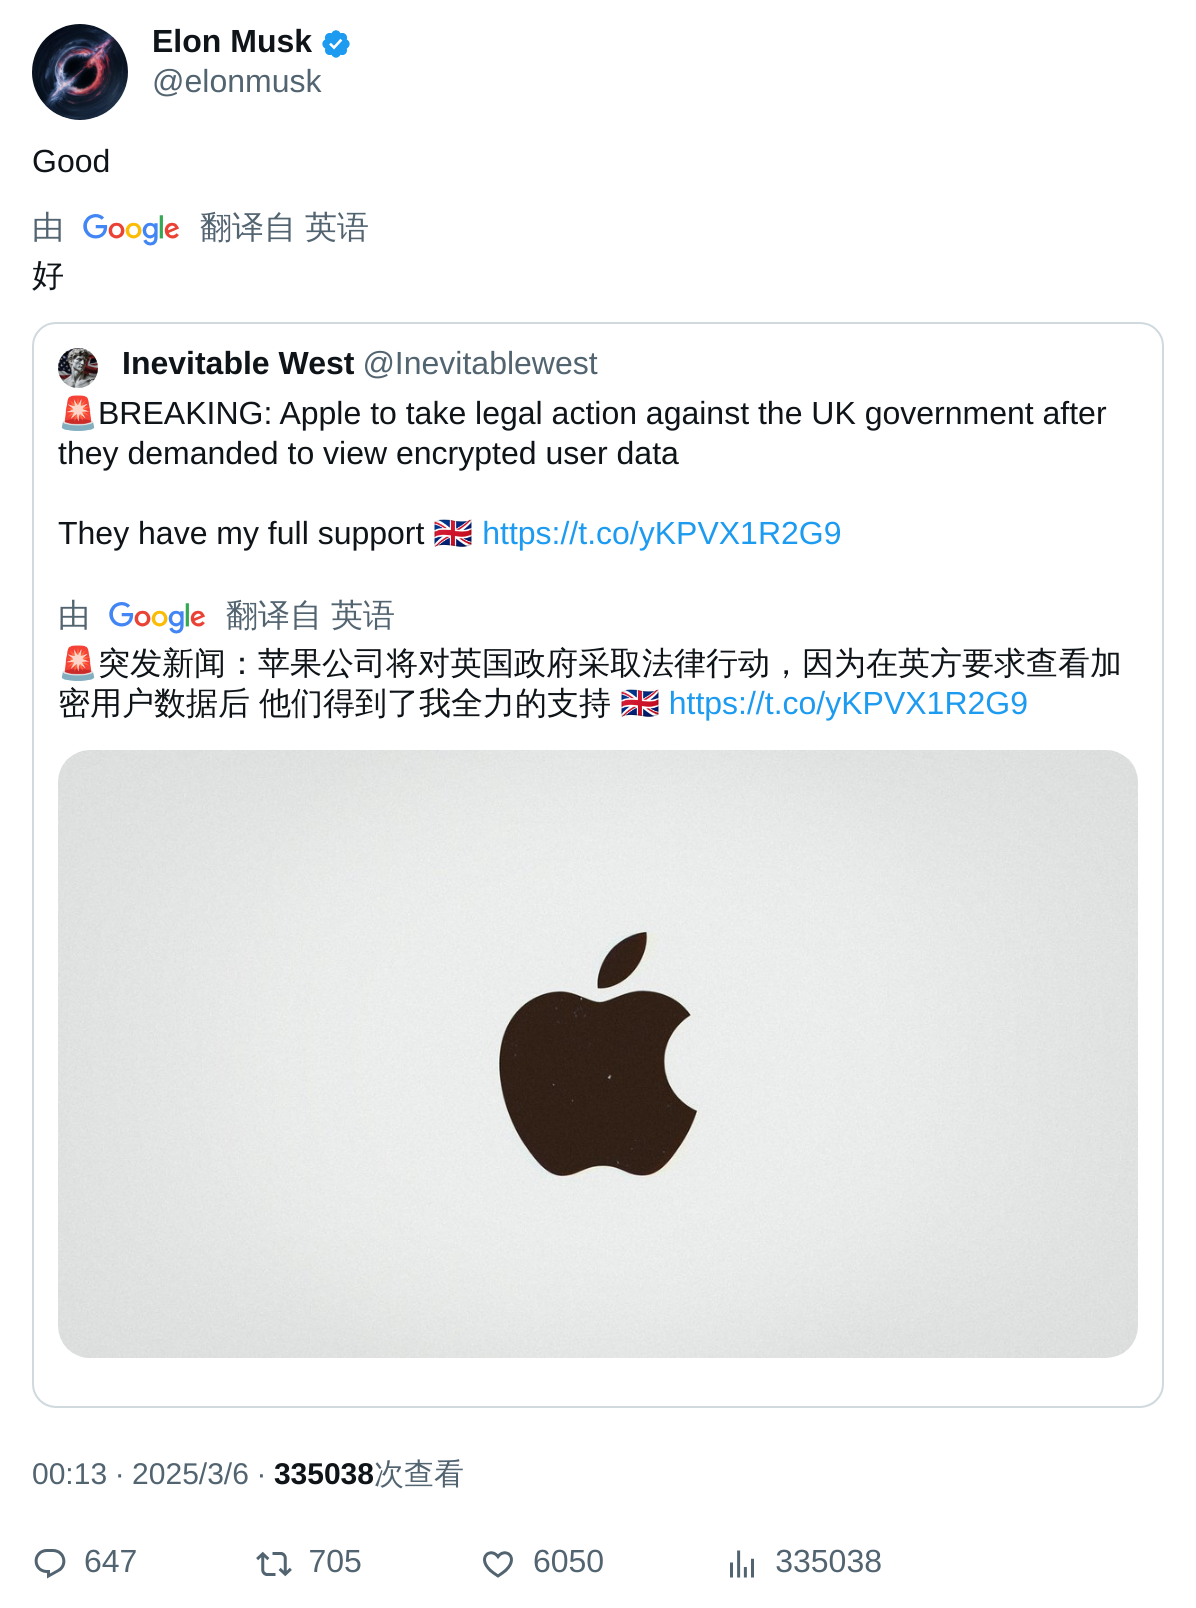 Elon Musk
@elonmusk
Good
由 Google 翻译自 英语
好
Inevitable West @Inevitablewest
🚨BREAKING: Apple to take legal action against the UK government after
they demanded to view encrypted user data
They have my full support 🇬🇧 https://t.co/yKPVX1R2G9
由 Google 翻译自 英语
🚨突发新闻：苹果公司将对英国政府采取法律行动，因为在英方要求查看加
密用户数据后 他们得到了我全力的支持 🇬🇧 https://t.co/yKPVX1R2G9
00:13 · 2025/3/6 · 335038次查看
647 705 6050 335038